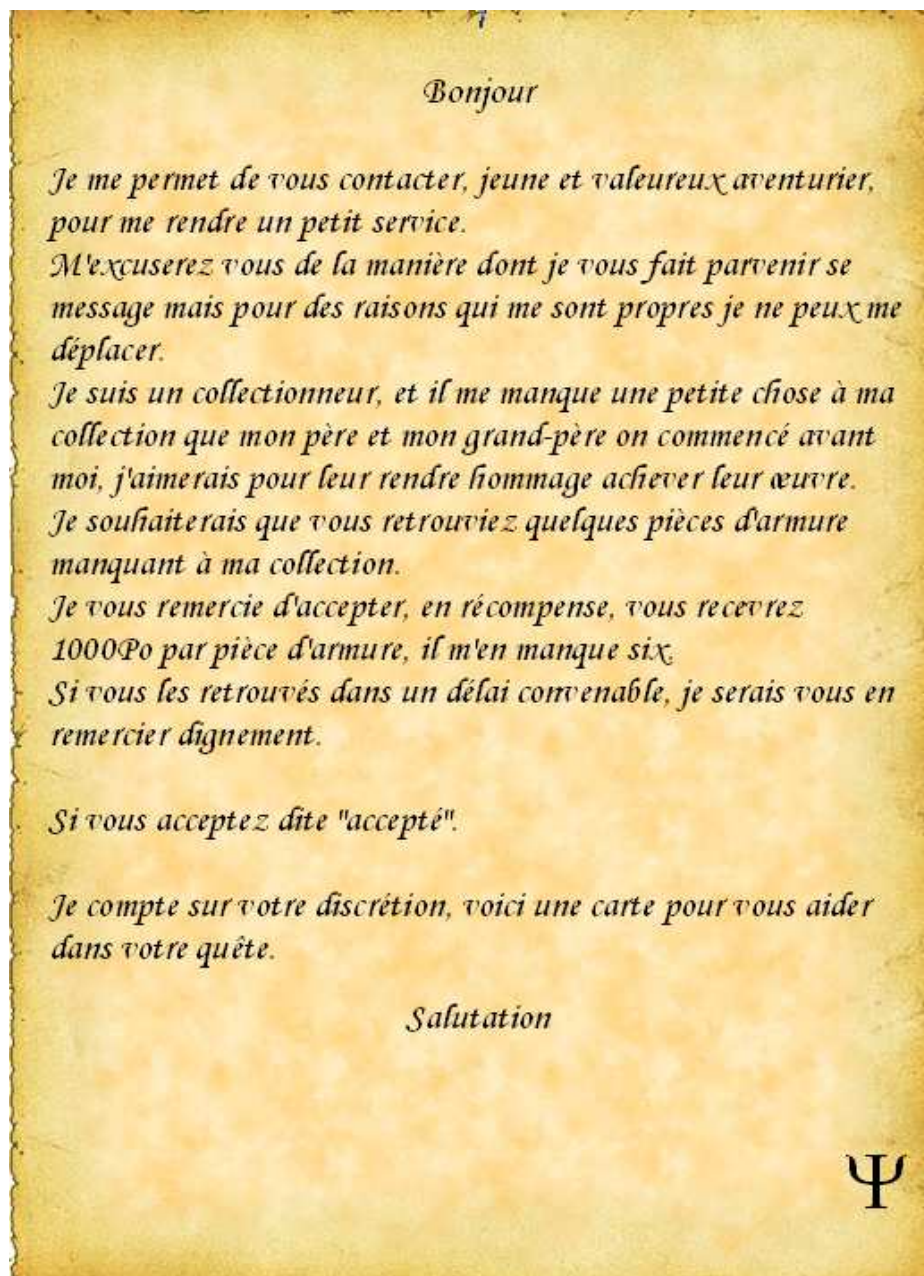 Bonjour
Je me permet de vous contacter, jeune et valeureux aventurier,
pour me rendre un petit service.
M'excuserez vous de la manière dont je vous fait parvenir se
message mais pour des raisons qui me sont propres je ne peux me
déplacer.
Je suis un collectionneur, et il me manque une petite chose à ma
collection que mon père et mon grand-père on commencé avant
moi, j'aimerais pour leur rendre hommage achever leur œuvre.
Je souhaiterais que vous retrouviez quelques pièces d'armure
manquant à ma collection.
Je vous remercie d'accepter, en récompense, vous recevrez
1000Po par pièce d'armure, il m'en manque six.
Si vous les retrouvés dans un délai convenable, je serais vous en
remercier dignement.
Si vous acceptez dite "accepté".
Je compte sur votre discrétion, voici une carte pour vous aider
dans votre quête.
Salutation
Ψ